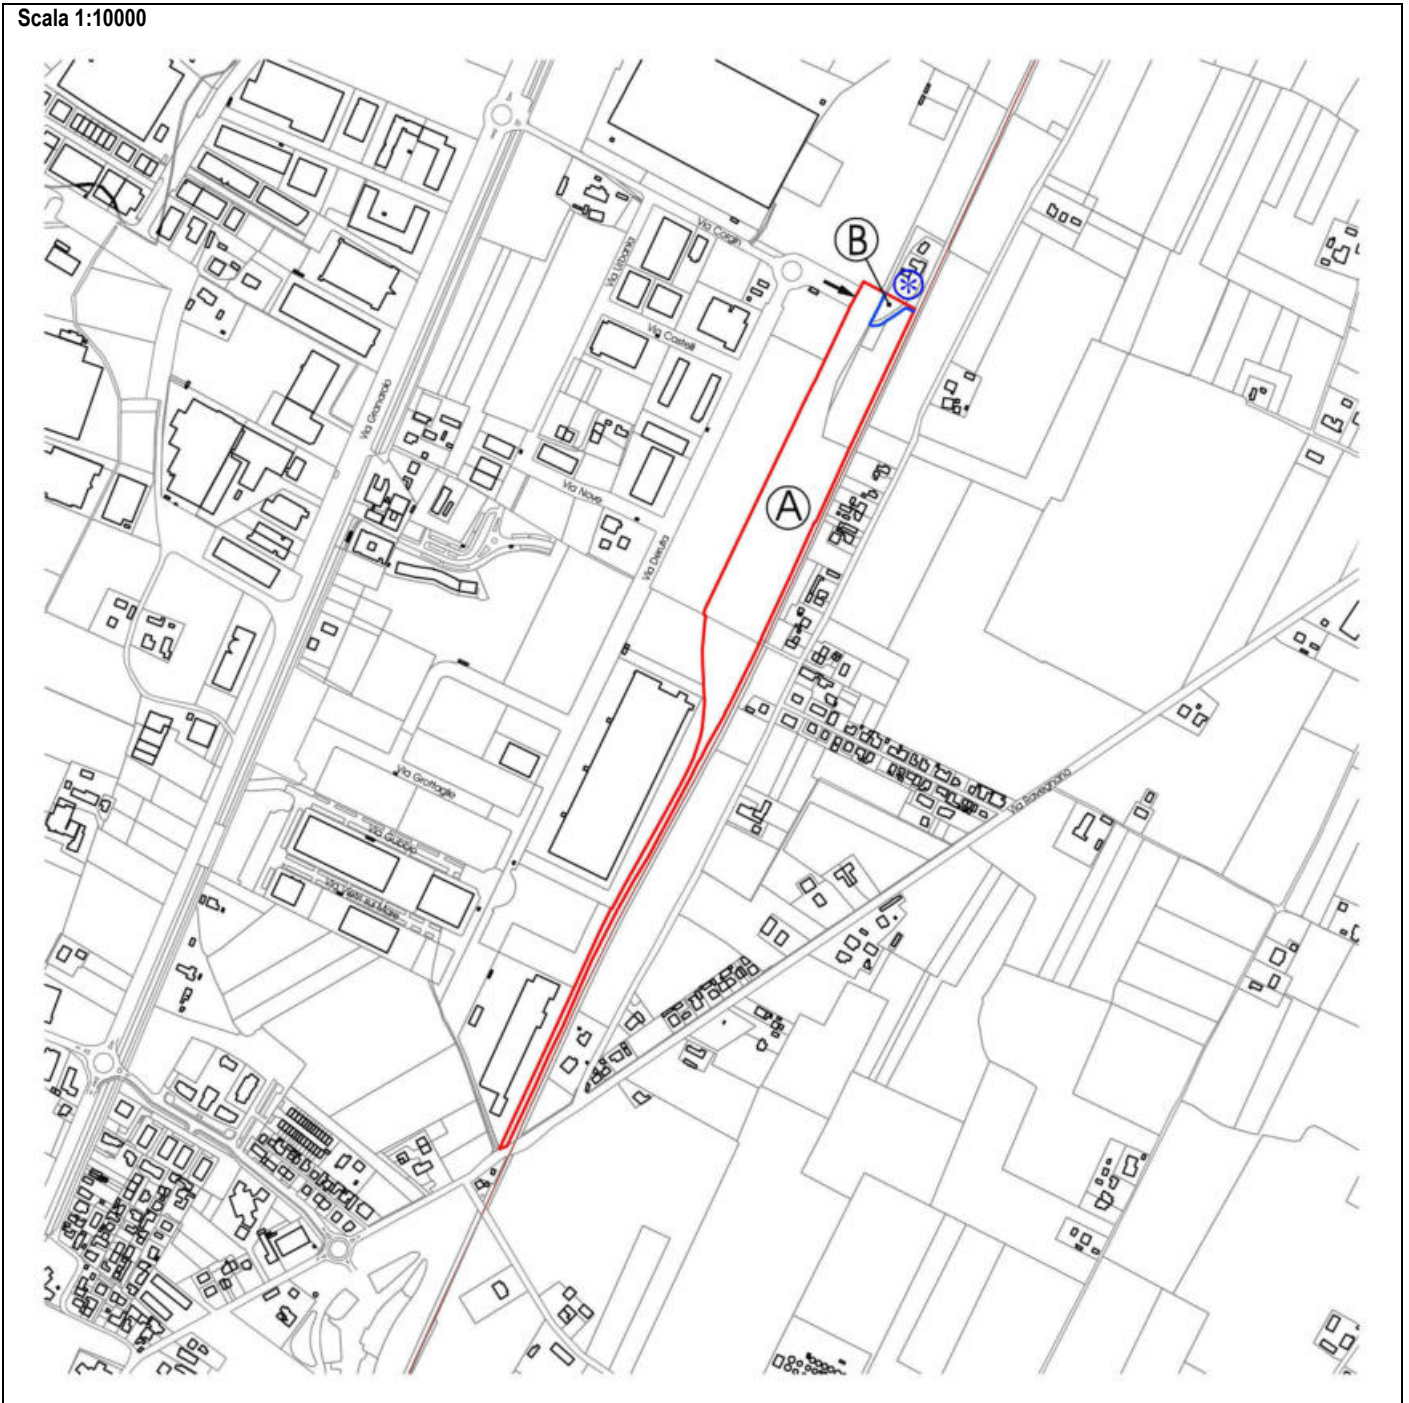 Scala 1:10000
Via Corgin
B
Via Urbania
Via Castelli
Via Granarolo
A
Via Nove
Via Deruta
Via Grottaglie
Via Ravegnana
Via Gubbio
Via Vietri sul Mare